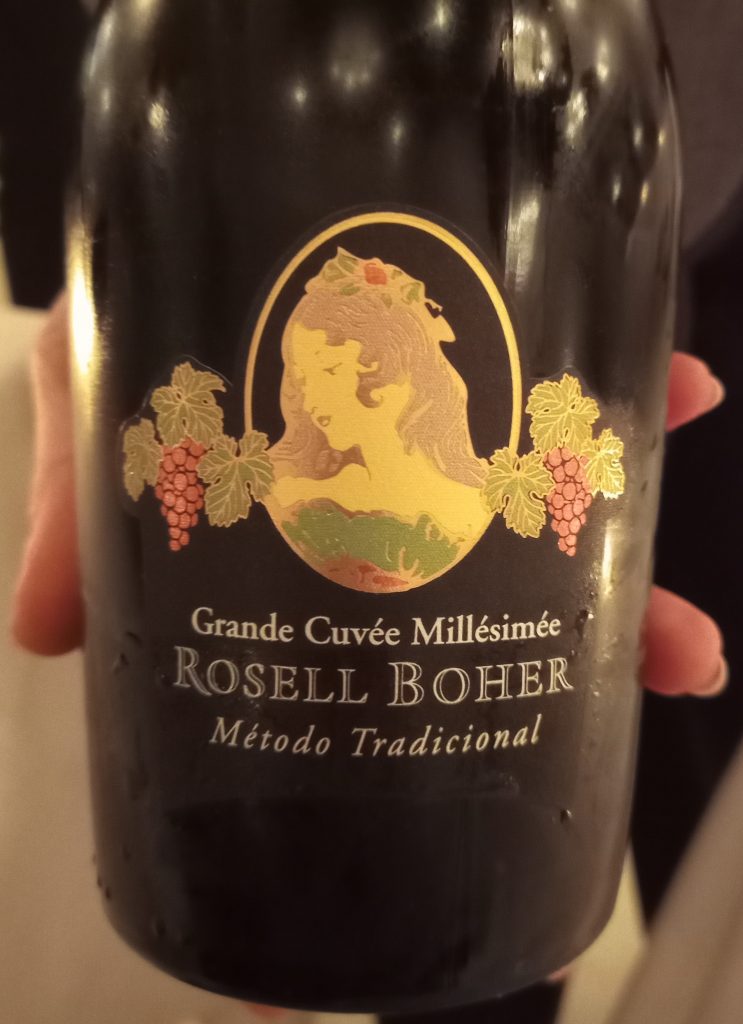 Grande Cuvée Millésimée
ROSELL BOHER
Método Tradicional